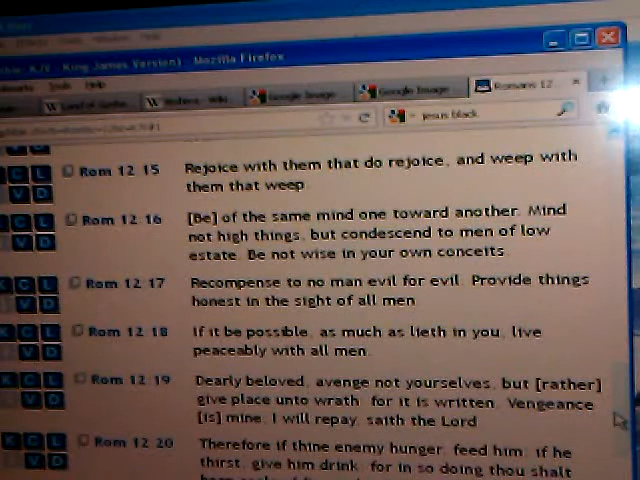 King James Version) - Mozilla Firefox
Tools Help
Google Image
Google Image
Romans 12
jesus black
Rom 12:15 Rejoice with them that do rejoice, and weep with
them that weep.
Rom 12:16 [Be] of the same mind one toward another. Mind
not high things, but condescend to men of low
estate. Be not wise in your own conceits.
Rom 12:17 Recompense to no man evil for evil. Provide things
honest in the sight of all men.
Rom 12:18 If it be possible, as much as lieth in you, live
peaceably with all men.
Rom 12:19 Dearly beloved, avenge not yourselves, but [rather]
give place unto wrath: for it is written, Vengeance
[is] mine; I will repay, saith the Lord.
Rom 12:20 Therefore if thine enemy hunger, feed him; if he
thirst, give him drink: for in so doing thou shalt